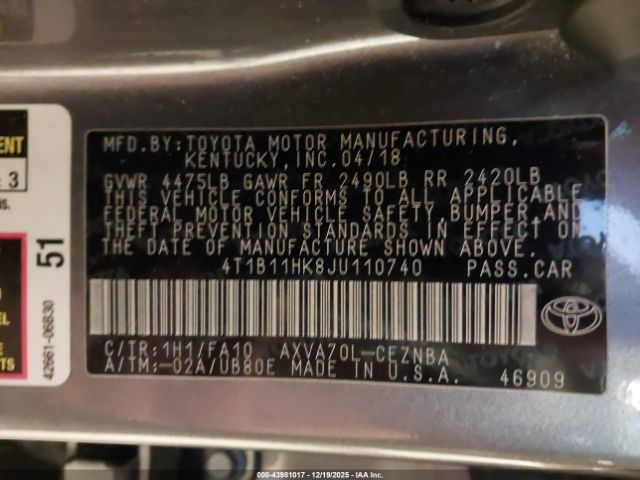 MFD.BY:TOYOTA MOTOR MANUFACTURING,
KENTUCKY,INC.04/18
GVWR 4475LB GAWR FR 2490LB RR 2420LB
THIS VEHICLE CONFORMS TO ALL APPLICABLE
FEDERAL MOTOR VEHICLE SAFETY,BUMPER,AND
THEFT PREVENTION STANDARDS IN EFFECT ON
THE DATE OF MANUFACTURE SHOWN ABOVE.
4T1B11HK8JU110740 PASS.CAR
C/TR:1H1/FA10 AXVA70L-CEZNBA
A/TM:-02A/UB80E MADE IN U.S.A.
46909
3
51
42661-06B30
000-43981017 - 12/19/2025 - IAA Inc.